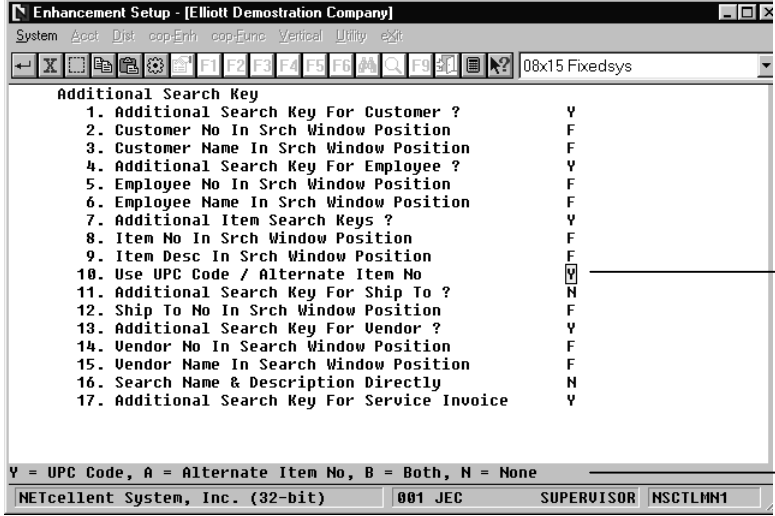 Enhancement Setup - [Elliott Demostration Company]
System Acct Dist cop-Enh cop-Func Vertical Utility eXit
X F1 F2 F3 F4 F5 F6 F9 08x15 Fixedsys
Additional Search Key
1. Additional Search Key For Customer ? Y
2. Customer No In Srch Window Position F
3. Customer Name In Srch Window Position F
4. Additional Search Key For Employee ? Y
5. Employee No In Srch Window Position F
6. Employee Name In Srch Window Position F
7. Additional Item Search Keys ? Y
8. Item No In Srch Window Position F
9. Item Desc In Srch Window Position F
10. Use UPC Code / Alternate Item No Y
11. Additional Search Key For Ship To ? N
12. Ship To No In Srch Window Position F
13. Additional Search Key For Vendor ? Y
14. Vendor No In Search Window Position F
15. Vendor Name In Search Window Position F
16. Search Name & Description Directly N
17. Additional Search Key For Service Invoice Y
Y = UPC Code, A = Alternate Item No, B = Both, N = None
NETcellent System, Inc. (32-bit) 001 JEC SUPERVISOR NSCTLMN1